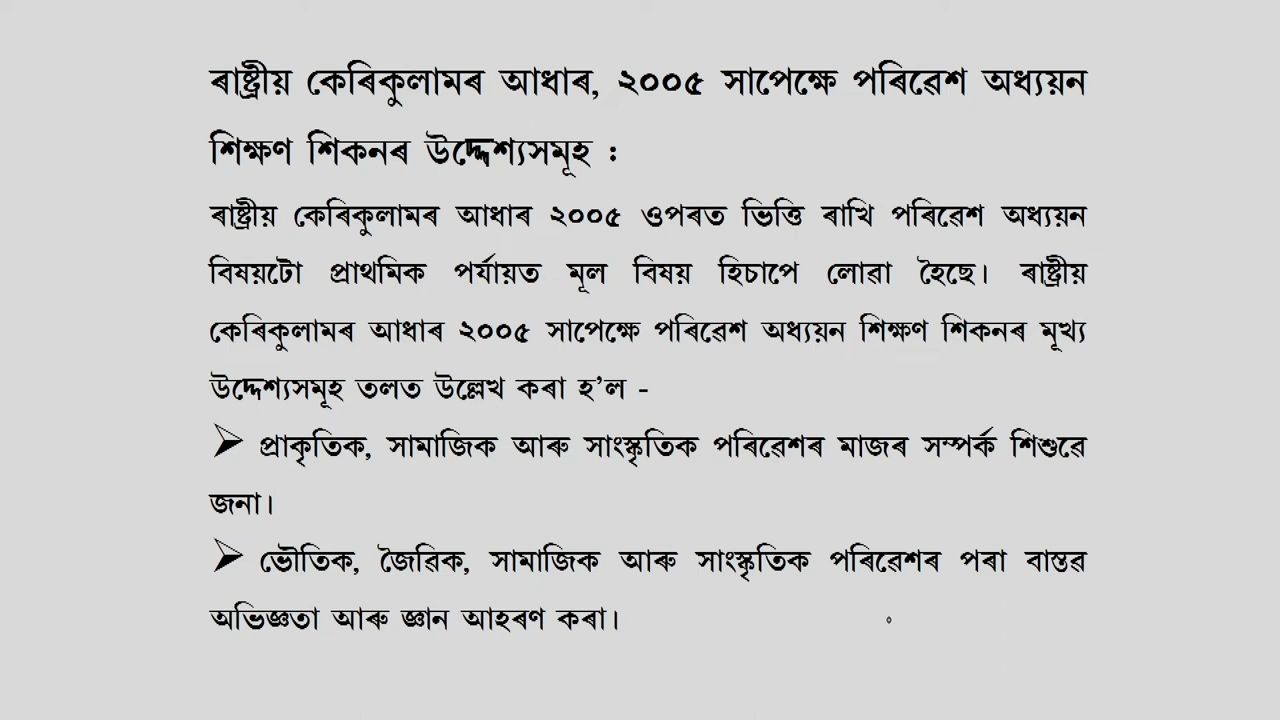 ৰাষ্ট্ৰীয় কেৰিকুলামৰ আধাৰ, ২০০৫ সাপেক্ষে পৰিৱেশ অধ্যয়ন
শিক্ষণ শিকনৰ উদ্দেশ্যসমূহ :
ৰাষ্ট্ৰীয় কেৰিকুলামৰ আধাৰ ২০০৫ ওপৰত ভিত্তি ৰাখি পৰিৱেশ অধ্যয়ন
বিষয়টো প্ৰাথমিক পৰ্যায়ত মূল বিষয় হিচাপে লোৱা হৈছে। ৰাষ্ট্ৰীয়
কেৰিকুলামৰ আধাৰ ২০০৫ সাপেক্ষে পৰিৱেশ অধ্যয়ন শিক্ষণ শিকনৰ মূখ্য
উদ্দেশ্যসমূহ তলত উল্লেখ কৰা হ’ল -
➢ প্ৰাকৃতিক, সামাজিক আৰু সাংস্কৃতিক পৰিৱেশৰ মাজৰ সম্পৰ্ক শিশুৱে
জনা।
➢ ভৌতিক, জৈৱিক, সামাজিক আৰু সাংস্কৃতিক পৰিৱেশৰ পৰা বাস্তৱ
অভিজ্ঞতা আৰু জ্ঞান আহৰণ কৰা।